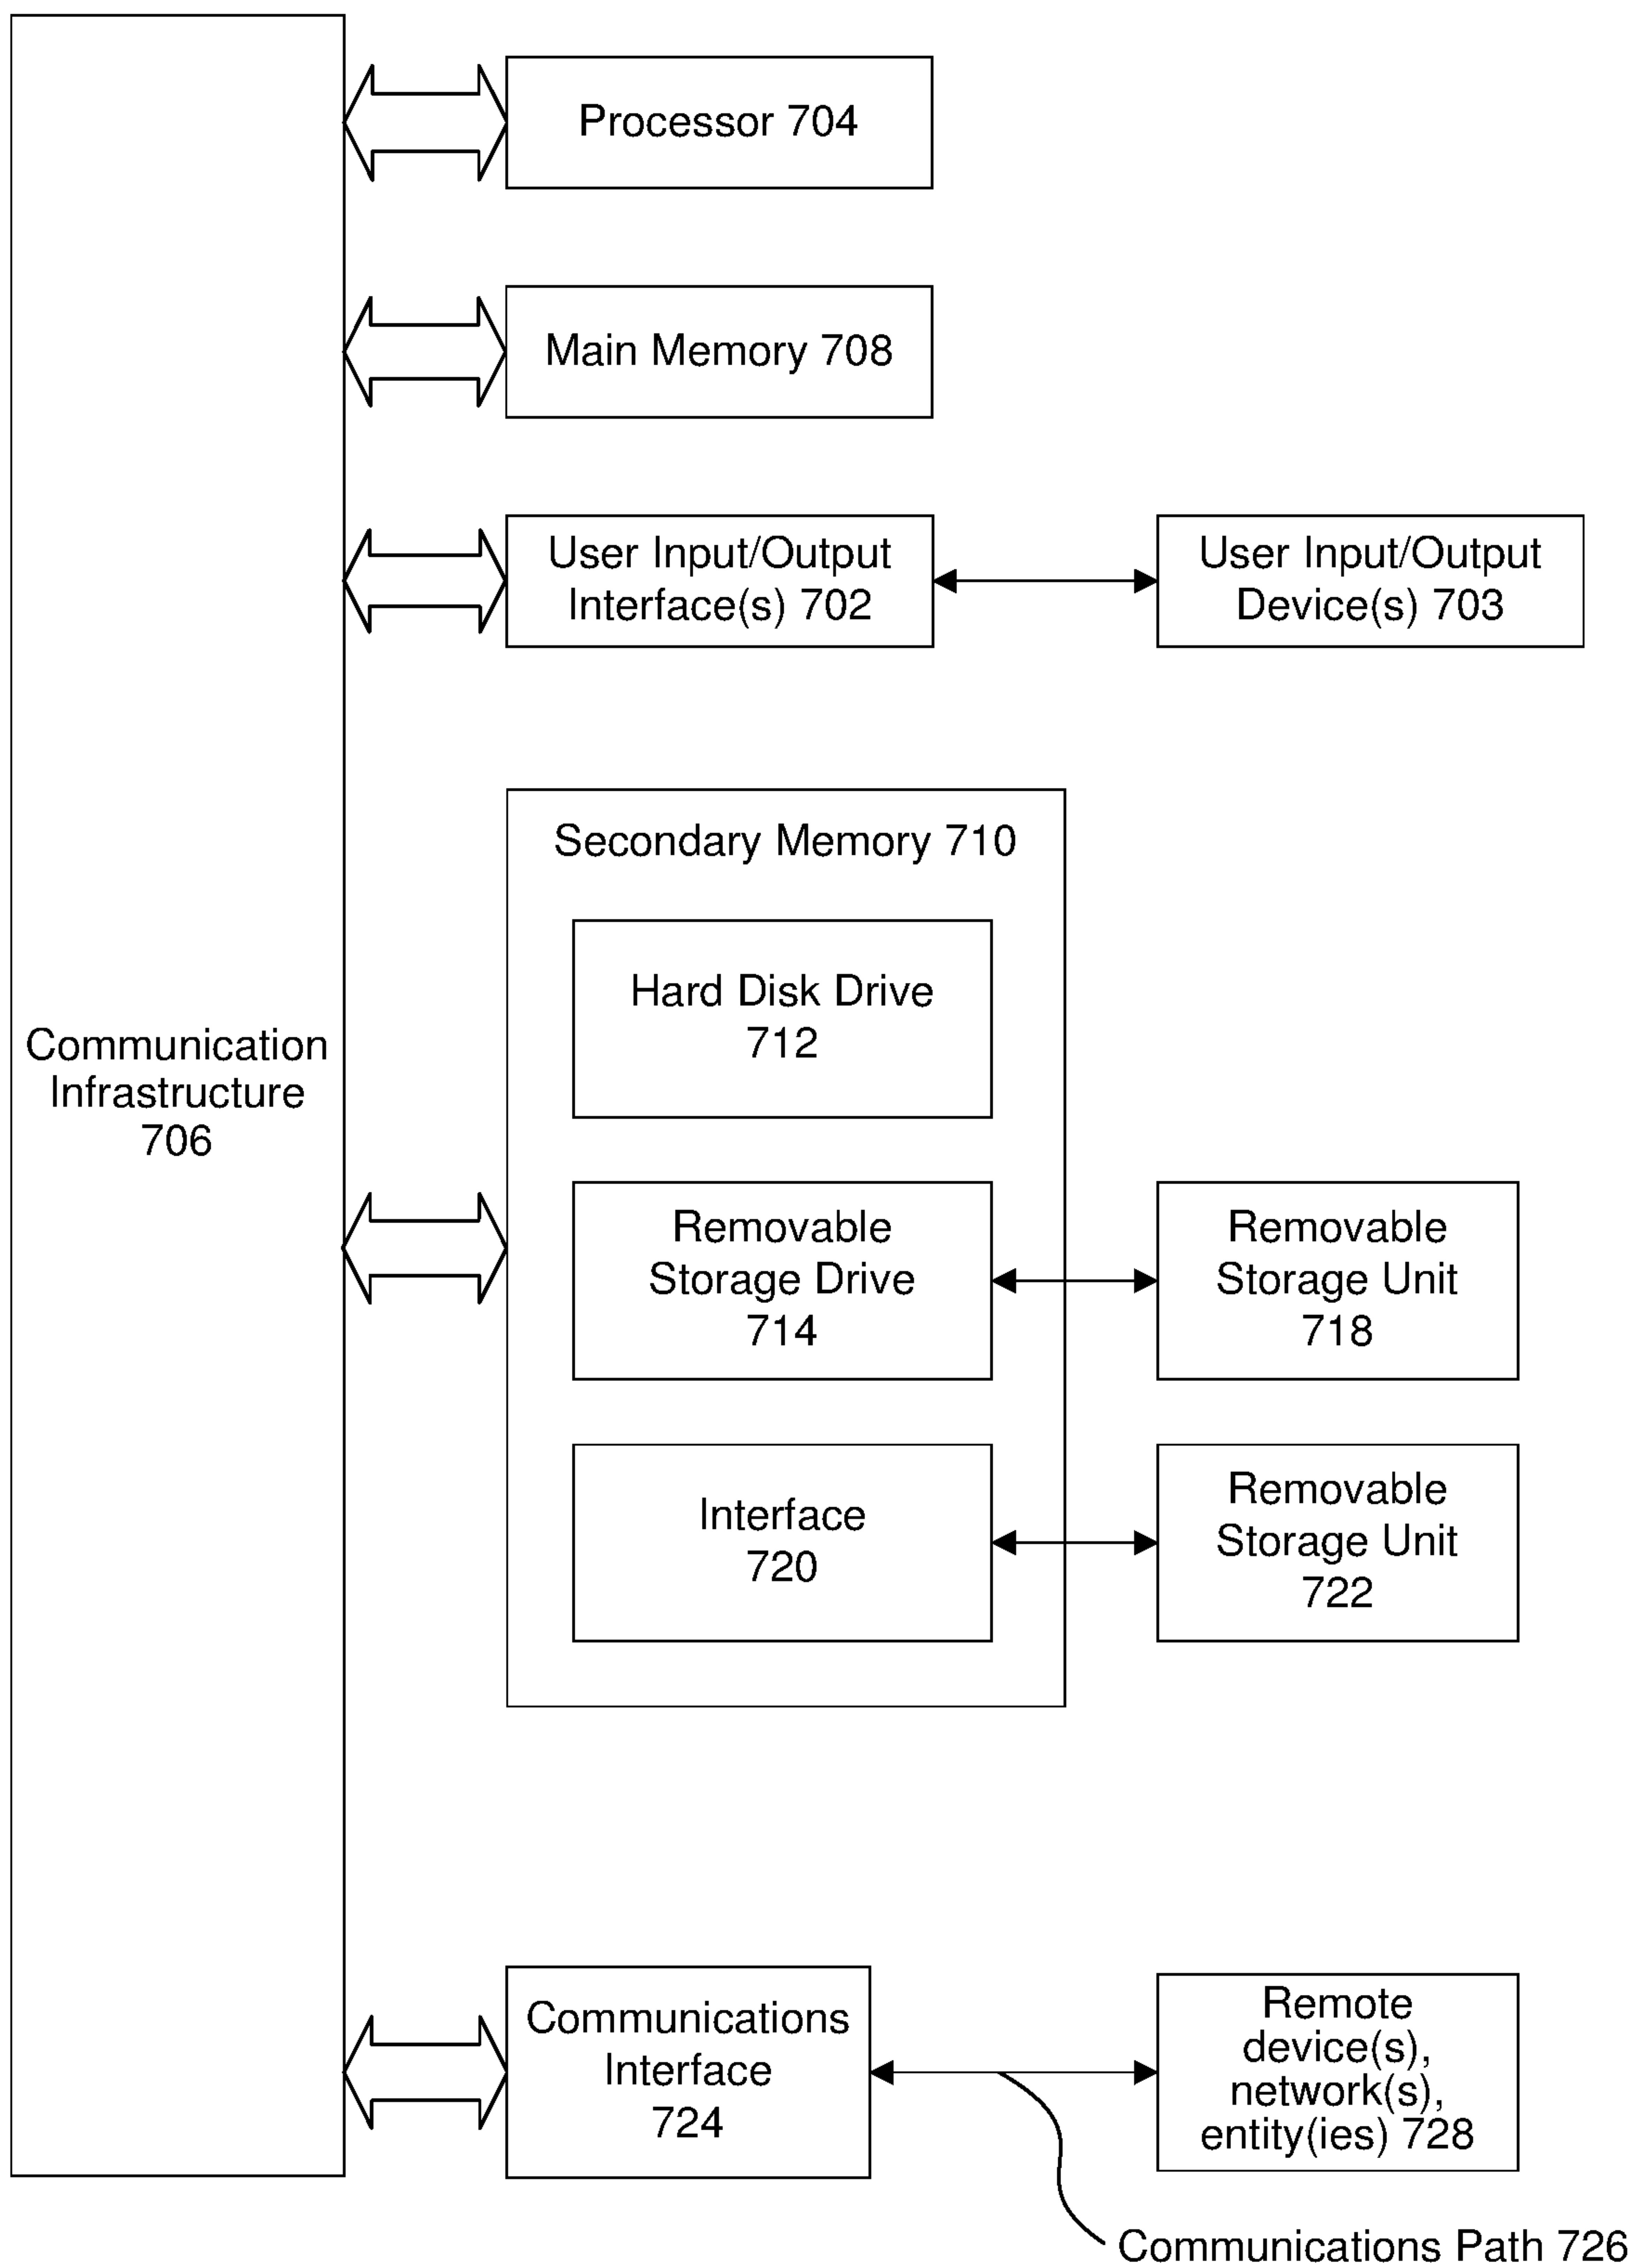 Processor 704
Main Memory 708
User Input/Output
Interface(s) 702
User Input/Output
Device(s) 703
Secondary Memory 710
Hard Disk Drive
712
Communication
Infrastructure
706
Removable
Storage Drive
714
Removable
Storage Unit
718
Interface
720
Removable
Storage Unit
722
Communications
Interface
724
Remote
device(s),
network(s),
entity(ies) 728
Communications Path 726